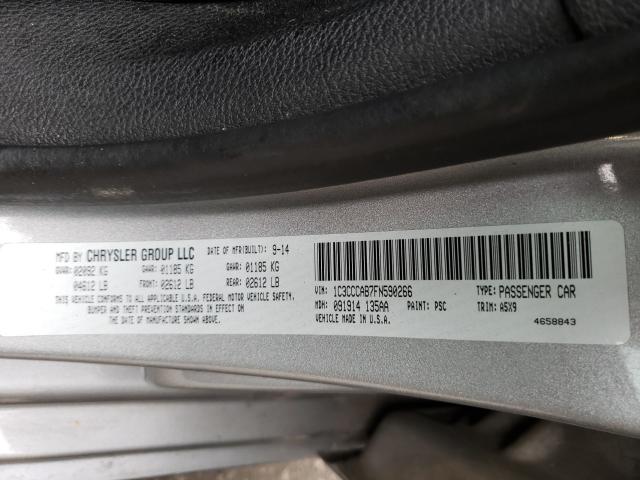 MFD BY CHRYSLER GROUP LLC DATE OF MFR(BUILT): 9-14
GVWR: 02092 KG GAWR: 01185 KG GAWR: 01185 KG
04612 LB FRONT: 02612 LB REAR: 02612 LB
THIS VEHICLE CONFORMS TO ALL U.S.A. FEDERAL MOTOR VEHICLE SAFETY,
BUMPER AND THEFT PREVENTION STANDARDS IN EFFECT ON
THE DATE OF MANUFACTURE SHOWN ABOVE.
VIN: 1C3CCCAB7FN590266 TYPE: PASSENGER CAR
MDH: 091914 135AA PAINT: PSC TRIM: A5X9
VEHICLE MADE IN U.S.A. 4658843